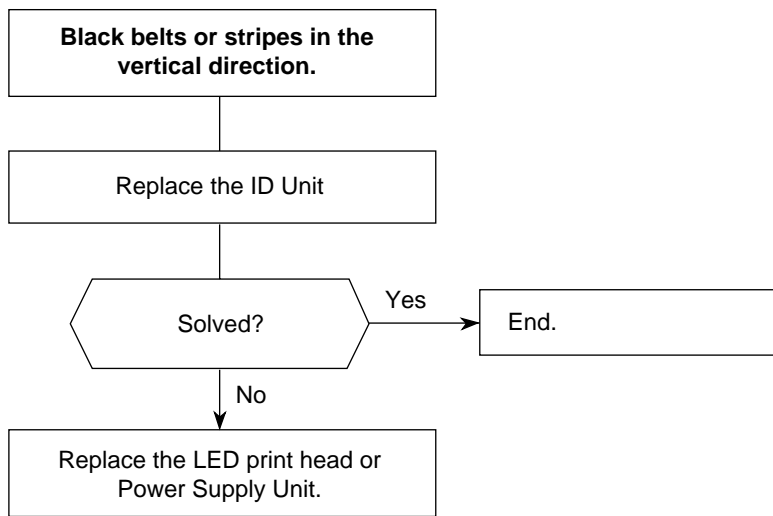 Black belts or stripes in the
vertical direction.
Replace the ID Unit
Solved?
Yes
End.
No
Replace the LED print head or
Power Supply Unit.